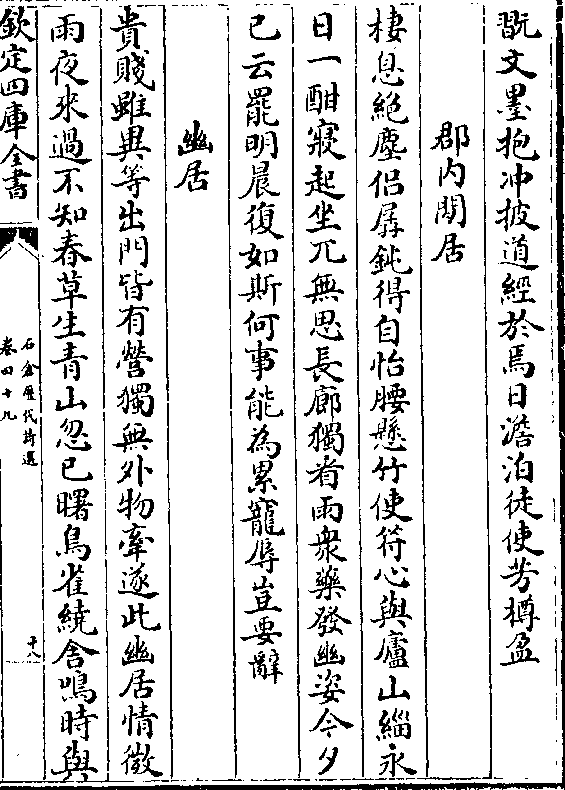 翫文墨抱冲披道經於焉日澹泊徒使芳樽盈
郡内閒居
棲息絶塵侣孱鈍得自怡腰懸竹使符心與廬山緇永
日一酣寢起坐兀無思長廊獨看雨衆藥發幽姿今夕
已云罷明晨復如斯何事能為累寵辱豈要辭
幽居
貴賤雖異等出門皆有營獨無外物牽遂此幽居情微
雨夜來過不知春草生青山忽已曙鳥雀繞舍鳴時與
欽定四庫全書
石倉歷代詩選
卷四十九
十八